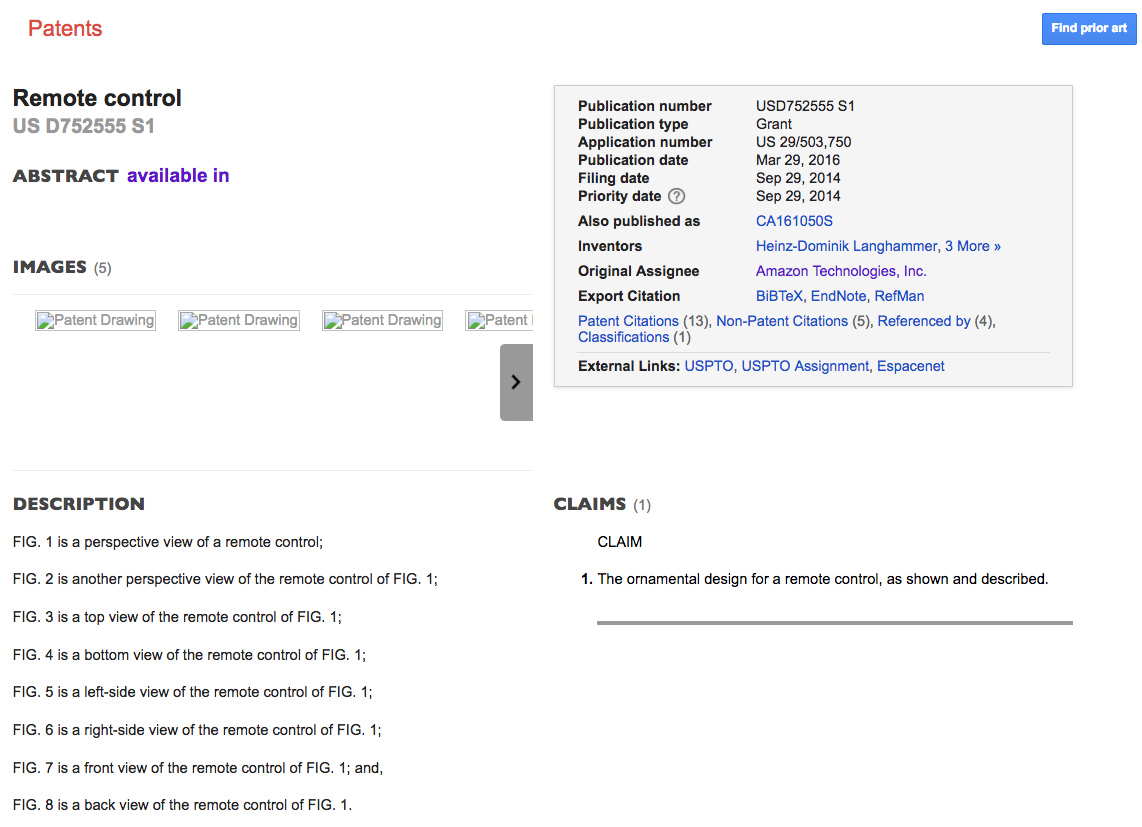 Patents
Find prior art
Remote control
US D752555 S1
ABSTRACT available in
IMAGES (5)
Patent Drawing Patent Drawing Patent Drawing Patent
Publication number USD752555 S1
Publication type Grant
Application number US 29/503,750
Publication date Mar 29, 2016
Filing date Sep 29, 2014
Priority date ? Sep 29, 2014
Also published as CA161050S
Inventors Heinz-Dominik Langhammer, 3 More »
Original Assignee Amazon Technologies, Inc.
Export Citation BiBTeX, EndNote, RefMan
Patent Citations (13), Non-Patent Citations (5), Referenced by (4),
Classifications (1)
External Links: USPTO, USPTO Assignment, Espacenet
DESCRIPTION
FIG. 1 is a perspective view of a remote control;
FIG. 2 is another perspective view of the remote control of FIG. 1;
FIG. 3 is a top view of the remote control of FIG. 1;
FIG. 4 is a bottom view of the remote control of FIG. 1;
FIG. 5 is a left-side view of the remote control of FIG. 1;
FIG. 6 is a right-side view of the remote control of FIG. 1;
FIG. 7 is a front view of the remote control of FIG. 1; and,
FIG. 8 is a back view of the remote control of FIG. 1.
CLAIMS (1)
CLAIM
1. The ornamental design for a remote control, as shown and described.